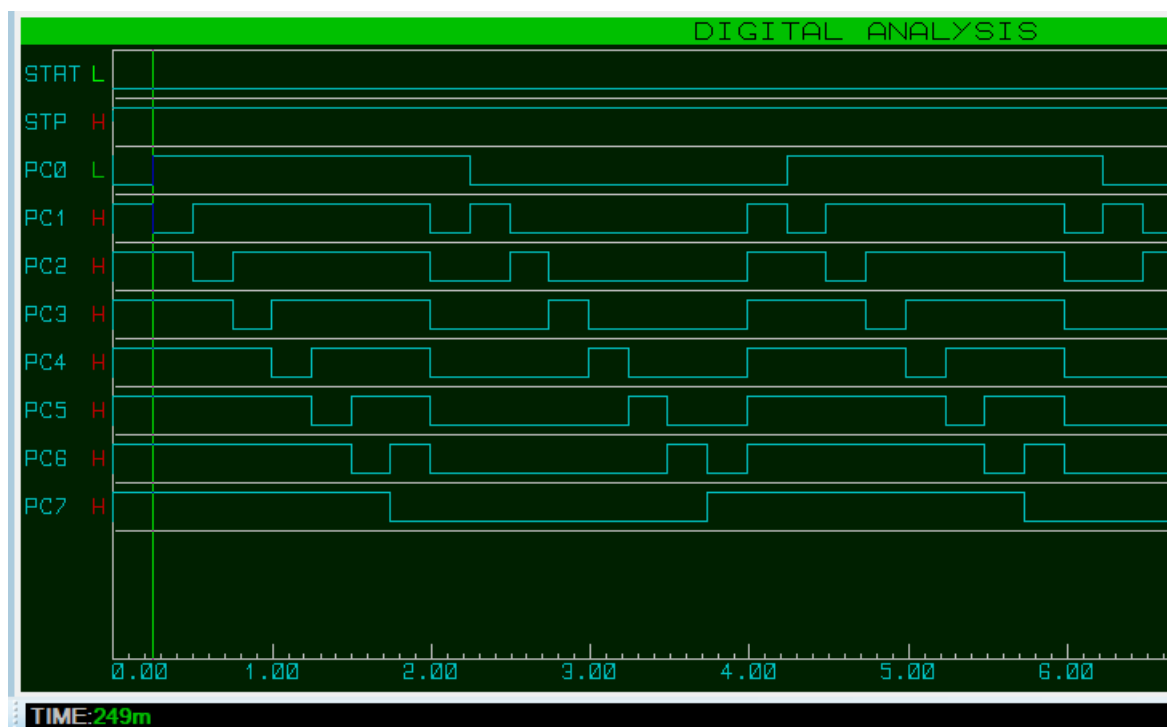 DIGITAL ANALYSIS
STAT L
STP H
PC0 L
PC1 H
PC2 H
PC3 H
PC4 H
PC5 H
PC6 H
PC7 H
0.00 1.00 2.00 3.00 4.00 5.00 6.00
TIME:249m